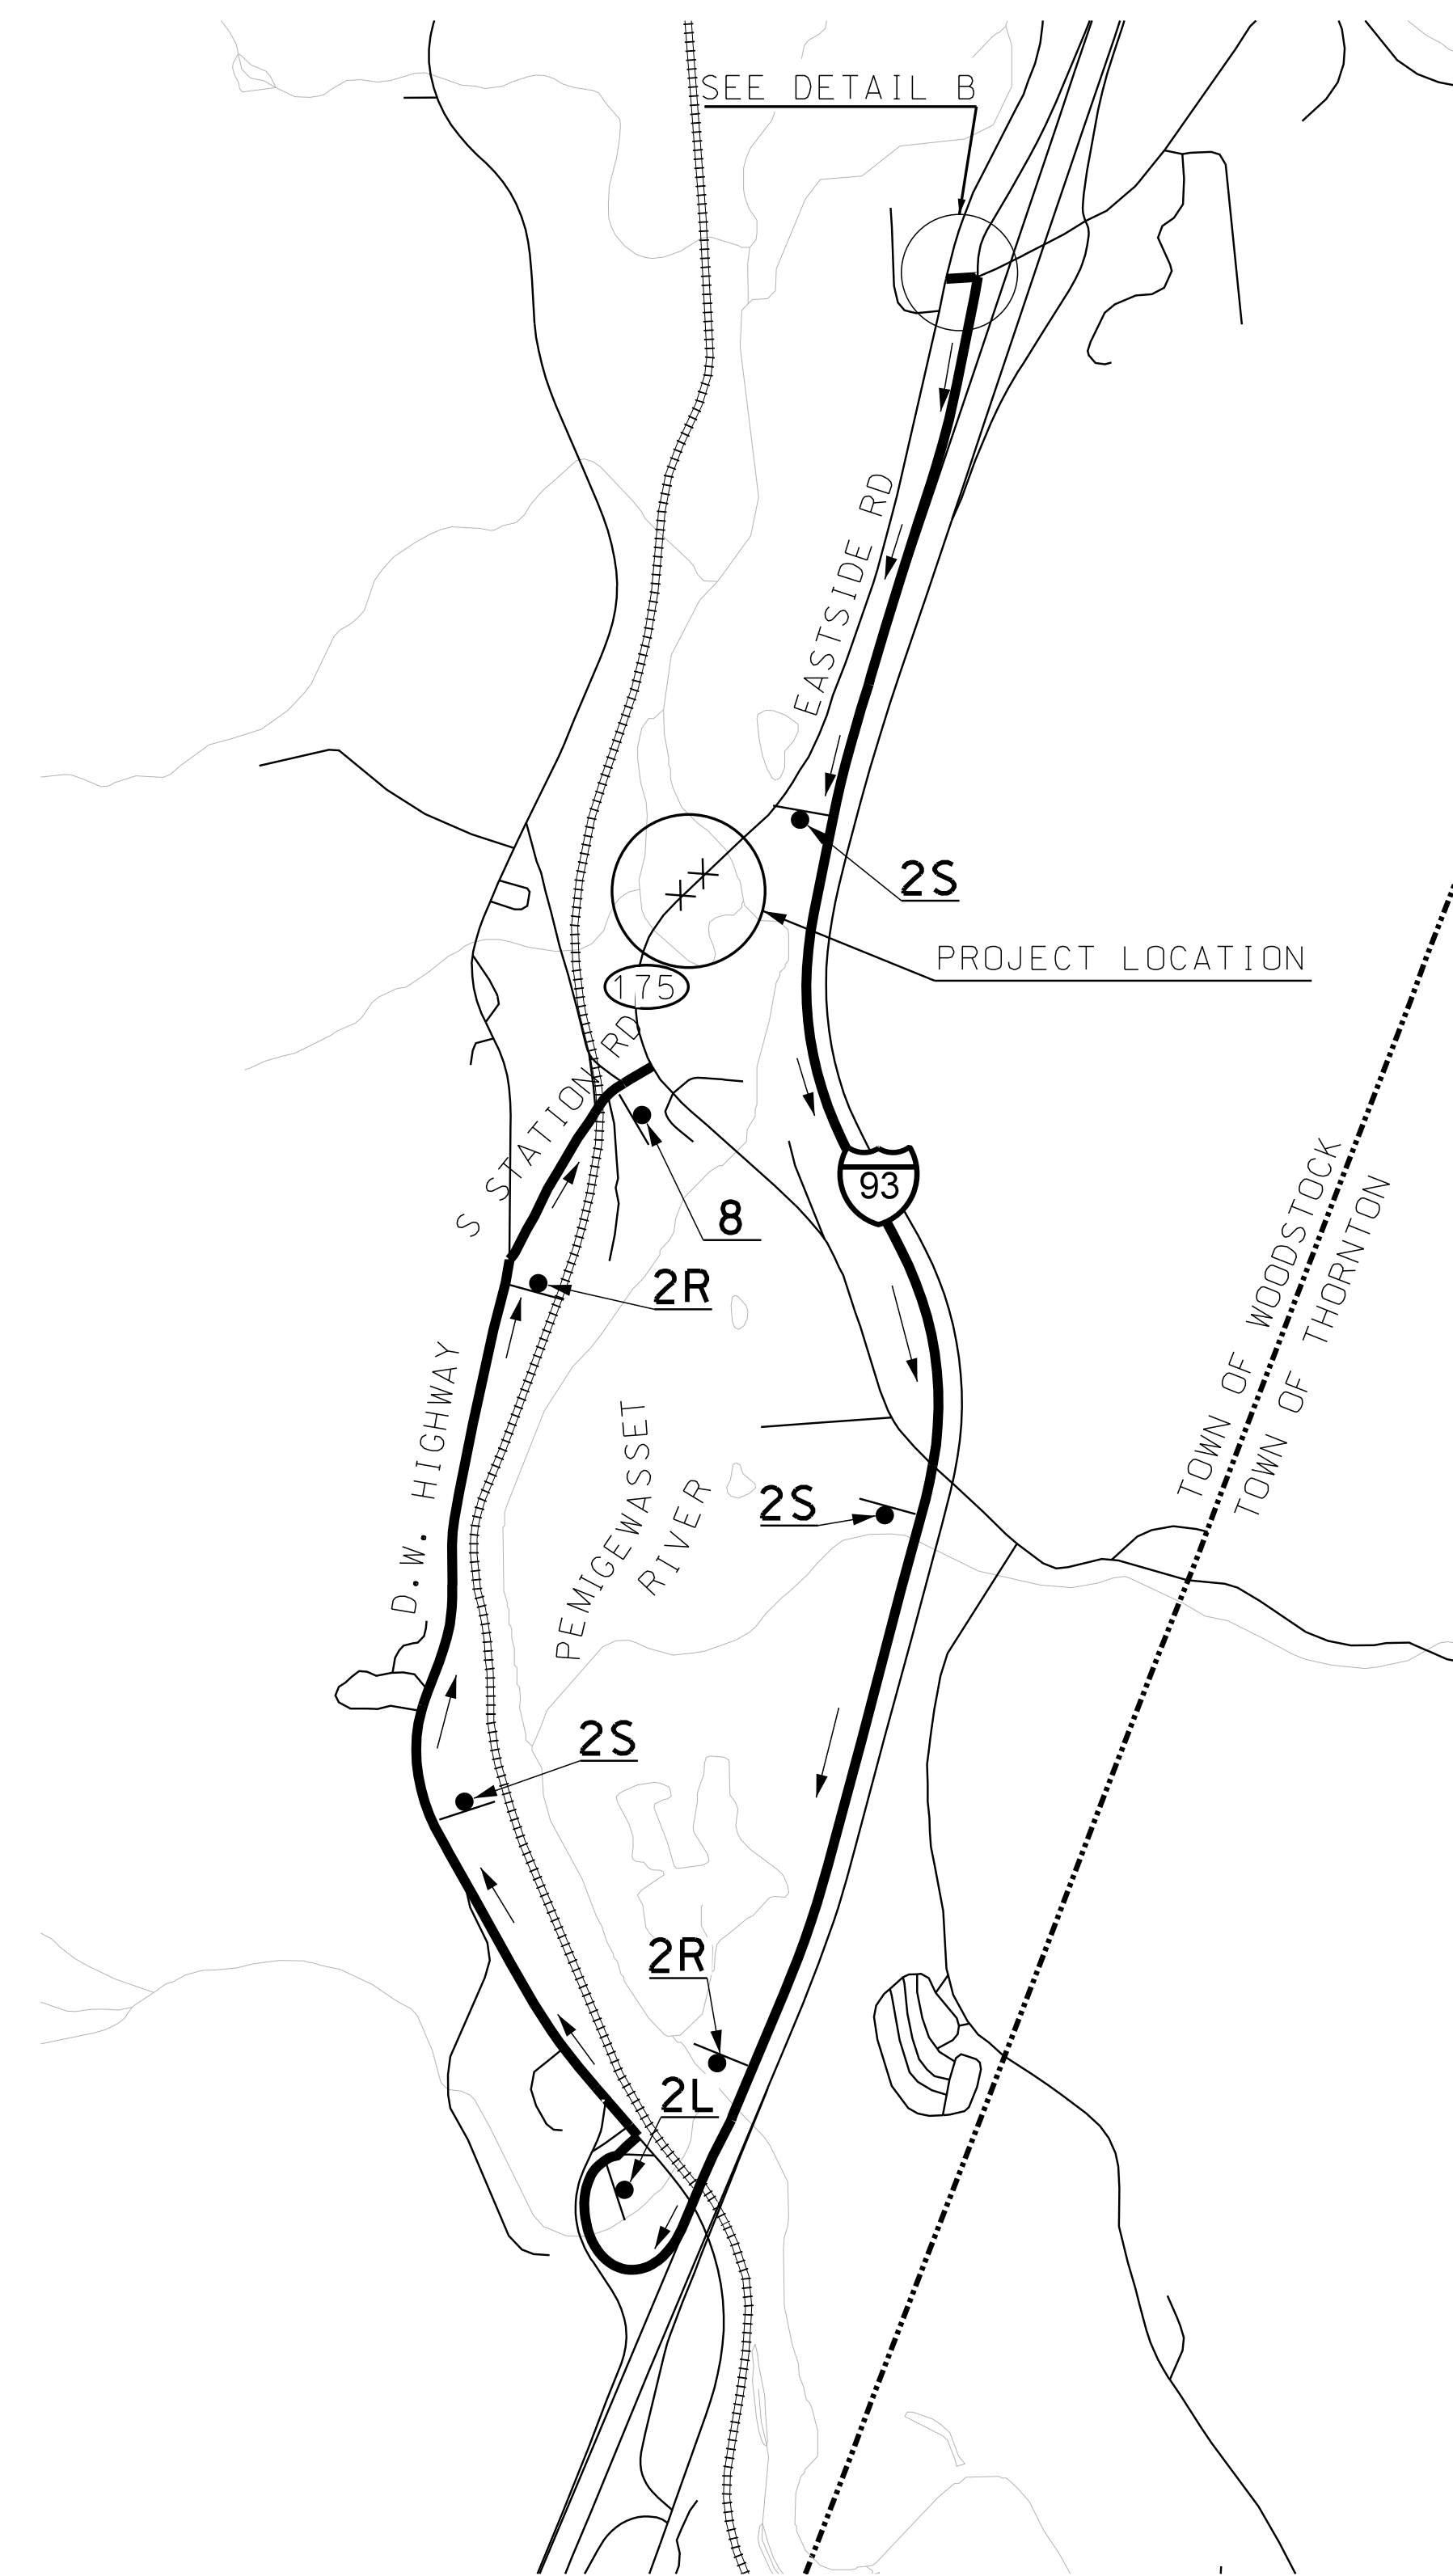 SEE DETAIL B
EASTSIDE RD
2S
PROJECT LOCATION
175
S STATION RD
93
8
2R
TOWN OF WOODSTOCK
TOWN OF THORNTON
D.W. HIGHWAY
PEMIGEWASSET
RIVER
2S
2S
2R
2L